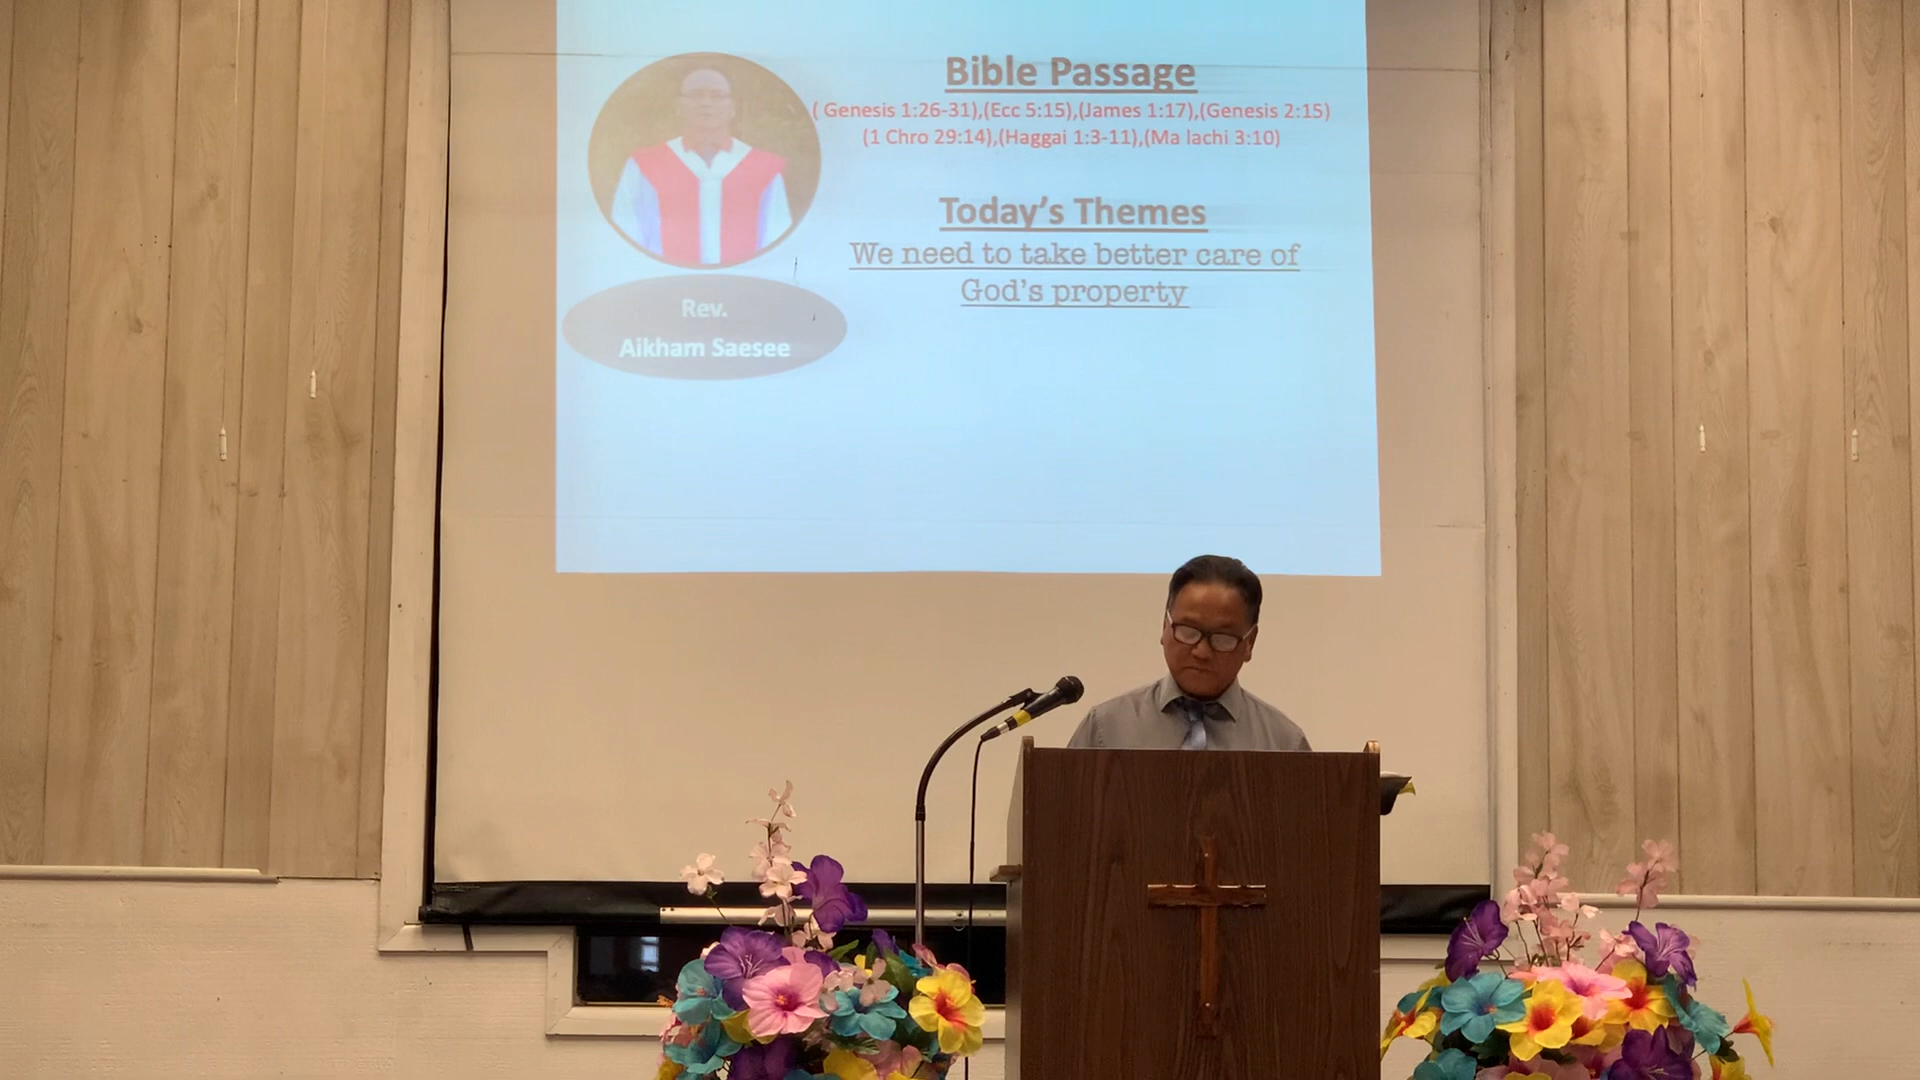 Bible Passage
( Genesis 1:26-31),(Ecc 5:15),(James 1:17),(Genesis 2:15)
(1 Chro 29:14),(Haggai 1:3-11),(Ma lachi 3:10)
Today's Themes
We need to take better care of
God's property
Rev.
Aikham Saesee